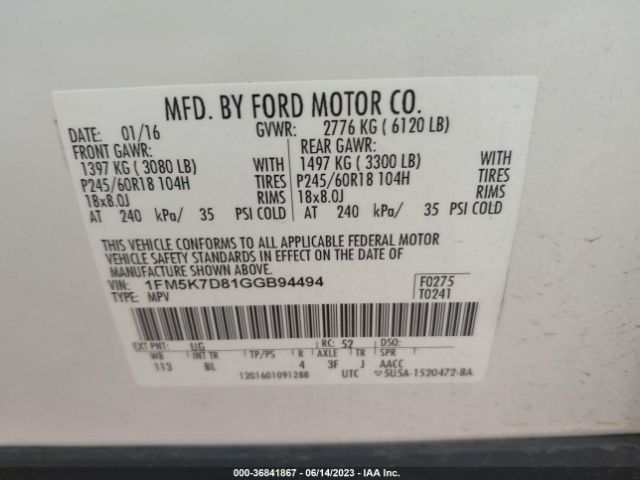 MFD. BY FORD MOTOR CO.
DATE: 01/16 GVWR: 2776 KG ( 6120 LB)
FRONT GAWR: REAR GAWR:
1397 KG ( 3080 LB) WITH 1497 KG ( 3300 LB) WITH
P245/60R18 104H TIRES P245/60R18 104H TIRES
18x8.0J RIMS 18x8.0J RIMS
AT 240 kPa/ 35 PSI COLD AT 240 kPa/ 35 PSI COLD
THIS VEHICLE CONFORMS TO ALL APPLICABLE FEDERAL MOTOR
VEHICLE SAFETY AND THEFT PREVENTION STANDARDS
IN EFFECT ON THE DATE OF
MANUFACTURE SHOWN ABOVE.
VIN: 1FM5K7D81GGB94494 F0275
TYPE: MPV T0241
EXT PNT: UG RC: 52 DSO:
WB INT TR TP/PS R AXLE TR SPR
113 BL 4 3F J AACC
1201601091288 UTC ▽5U5A-1520472-BA
000-36841867 | 06/14/2023 | IAA Inc.